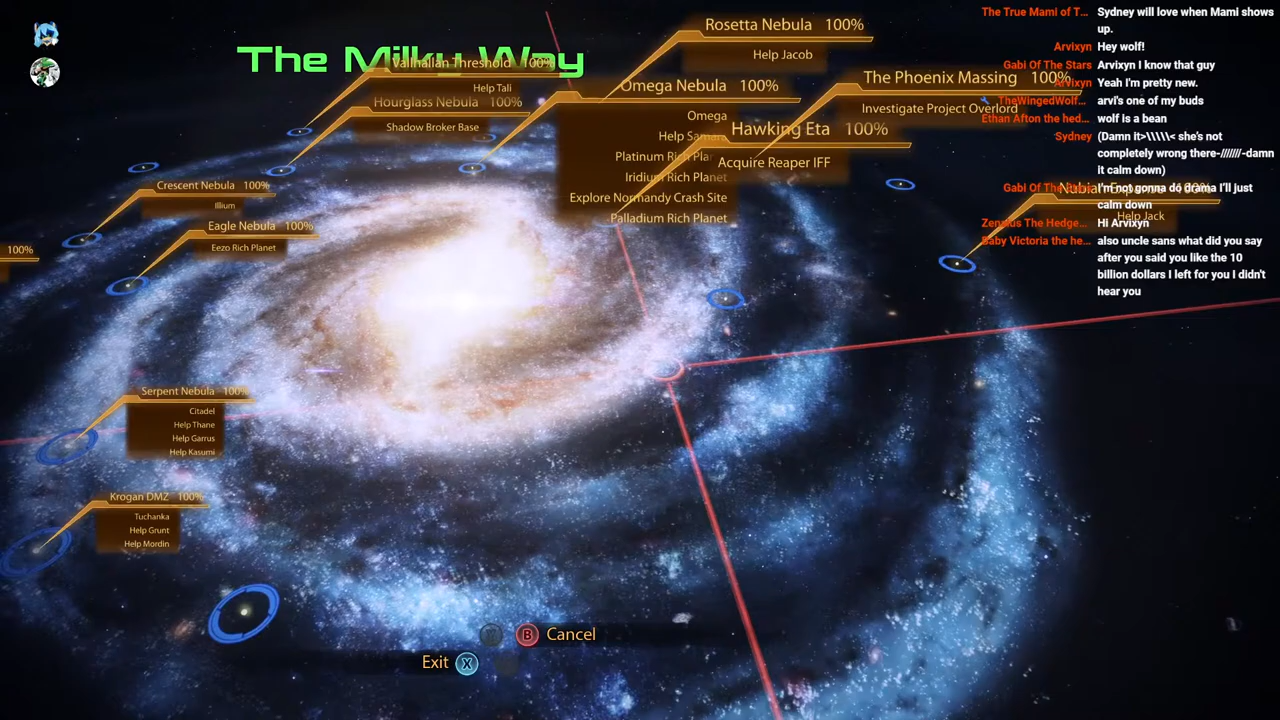 The Milky Way
Rosetta Nebula 100%
Help Jacob
Valhallan Threshold 100%
Help Tali
Hourglass Nebula 100%
Shadow Broker Base
Omega Nebula 100%
Omega
Help Samara
Platinum Rich Planet
Iridium Rich Planet
Explore Normandy Crash Site
Palladium Rich Planet
The Phoenix Massing 100%
Investigate Project Overlord
Hawking Eta 100%
Acquire Reaper IFF
Help Jack
Crescent Nebula 100%
Illium
Eagle Nebula 100%
Eezo Rich Planet
100%
Serpent Nebula 100%
Citadel
Help Thane
Help Garrus
Help Kasumi
Krogan DMZ 100%
Tuchanka
Help Grunt
Help Mordin
B Cancel
Exit X
The True Mami of T... Sydney will love when Mami shows
up.
Arvixyn Hey wolf!
Gabi Of The Stars Arvixyn I know that guy
Arvixyn Yeah I'm pretty new.
TheWingedWolf... arvi's one of my buds
Ethan Afton the hed... wolf is a bean
Sydney (Damn it>\\\\\< she's not
completely wrong there-///////-damn
it calm down)
Gabi Of The Stars I'm not gonna do drama I'll just
calm down
Zerustus The Hedge... Hi Arvixyn
Baby Victoria the he... also uncle sans what did you say
after you said you like the 10
billion dollars I left for you I didn't
hear you